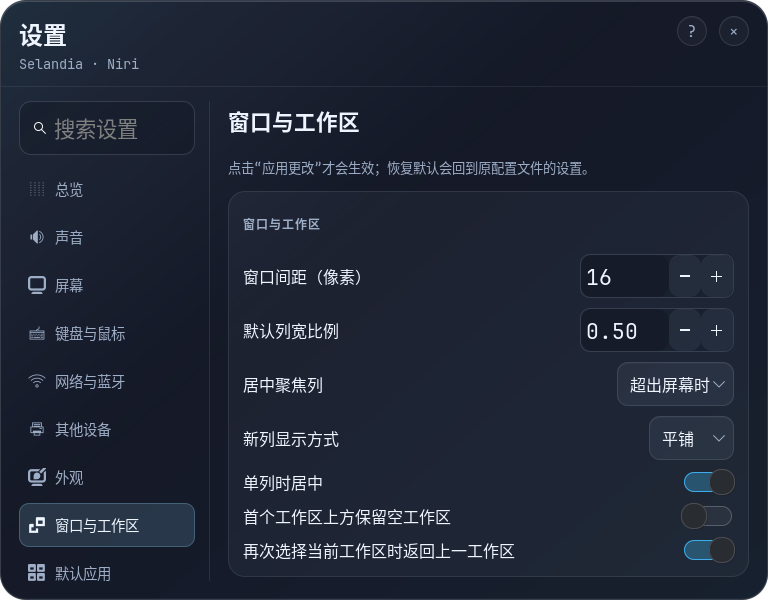 设置
Selandia · Niri
?
×
搜索设置
总览
声音
屏幕
键盘与鼠标
网络与蓝牙
其他设备
外观
窗口与工作区
默认应用
窗口与工作区
点击“应用更改”才会生效；恢复默认会回到原配置文件的设置。
窗口与工作区
窗口间距（像素） 16 − +
默认列宽比例 0.50 − +
居中聚焦列 超出屏幕时
新列显示方式 平铺
单列时居中
首个工作区上方保留空工作区
再次选择当前工作区时返回上一工作区